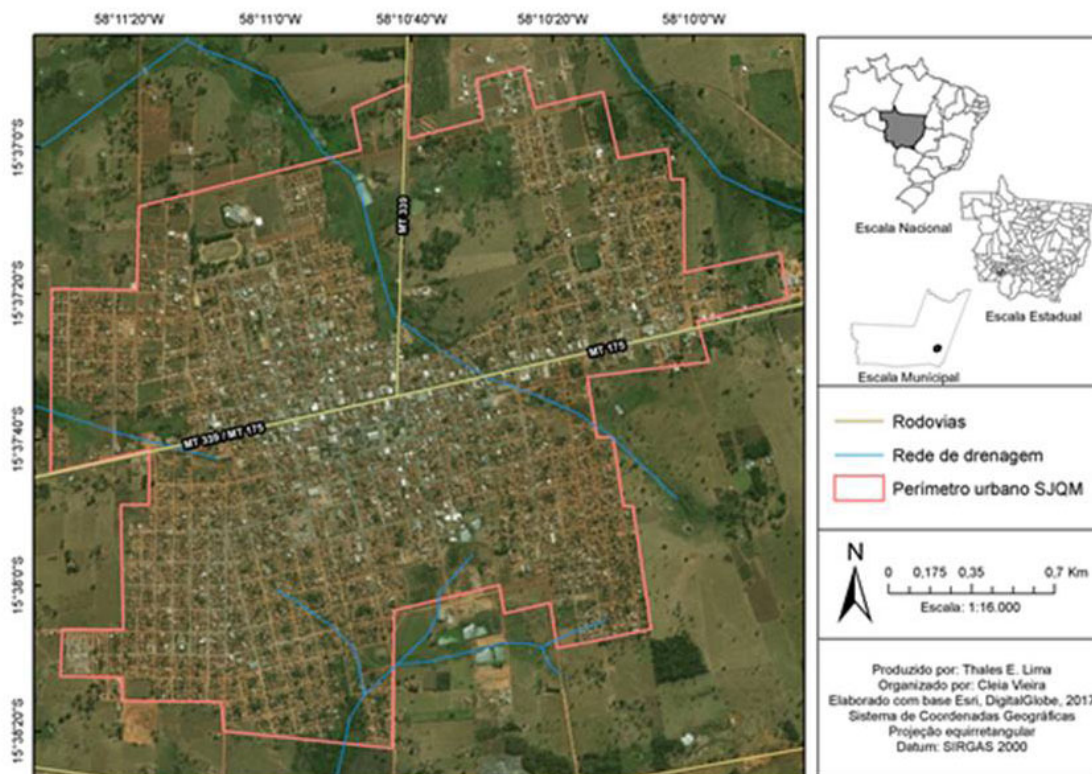 58°11'20"W 58°11'0"W 58°10'40"W 58°10'20"W 58°10'0"W
15°37'0"S
15°37'20"S
15°37'40"S
15°38'0"S
15°38'20"S
MT 339
MT 175
MT 339 / MT 175
Escala Nacional
Escala Estadual
Escala Municipal
Rodovias
Rede de drenagem
Perímetro urbano SJQM
N
0 0,175 0,35 0,7 Km
Escala: 1:16.000
Produzido por: Thales E. Lima
Organizado por: Cleia Vieira
Elaborado com base Esri, DigitalGlobe, 2017
Sistema de Coordenadas Geográficas
Projeção equirretangular
Datum: SIRGAS 2000